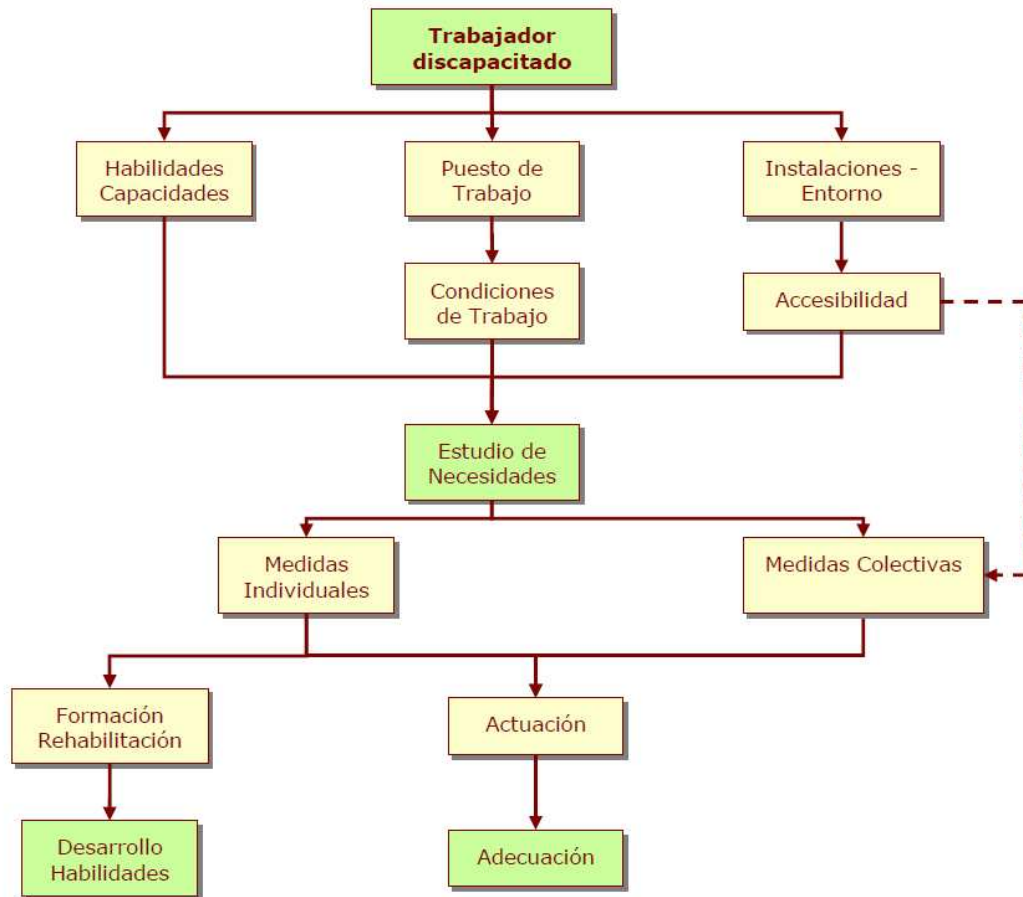 Trabajador
discapacitado
Habilidades
Capacidades
Puesto de
Trabajo
Instalaciones -
Entorno
Condiciones
de Trabajo
Accesibilidad
Estudio de
Necesidades
Medidas
Individuales
Medidas Colectivas
Formación
Rehabilitación
Actuación
Desarrollo
Habilidades
Adecuación